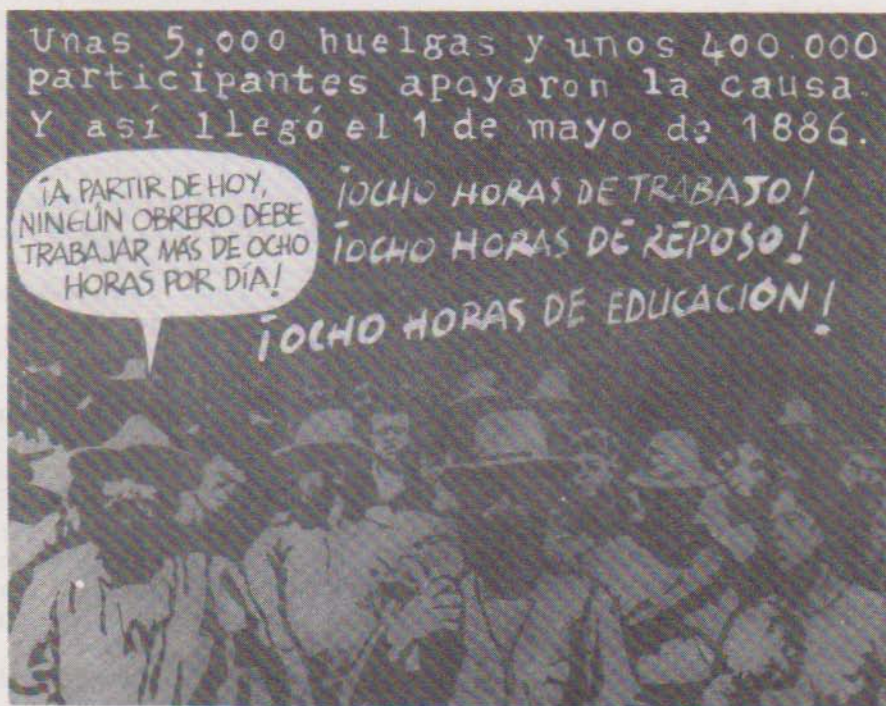 Unas 5.000 huelgas y unos 400 000
participantes apoyaron la causa.
Y así llegó el 1 de mayo de 1886.
¡A PARTIR DE HOY,
NINGÚN OBRERO DEBE
TRABAJAR MÁS DE OCHO
HORAS POR DÍA!
¡OCHO HORAS DE TRABAJO!
¡OCHO HORAS DE REPOSO!
¡OCHO HORAS DE EDUCACIÓN!